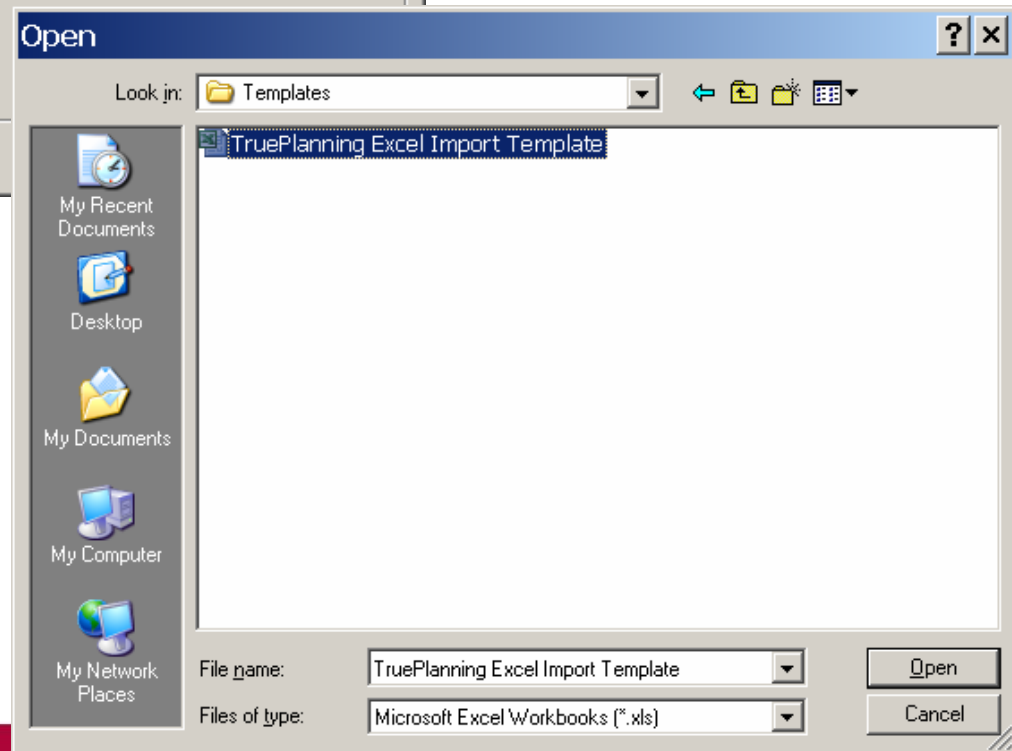 Open
? ×
Look in: Templates
TruePlanning Excel Import Template
My Recent
Documents
Desktop
My Documents
My Computer
My Network
Places
File name: TruePlanning Excel Import Template Open
Files of type: Microsoft Excel Workbooks (*.xls) Cancel